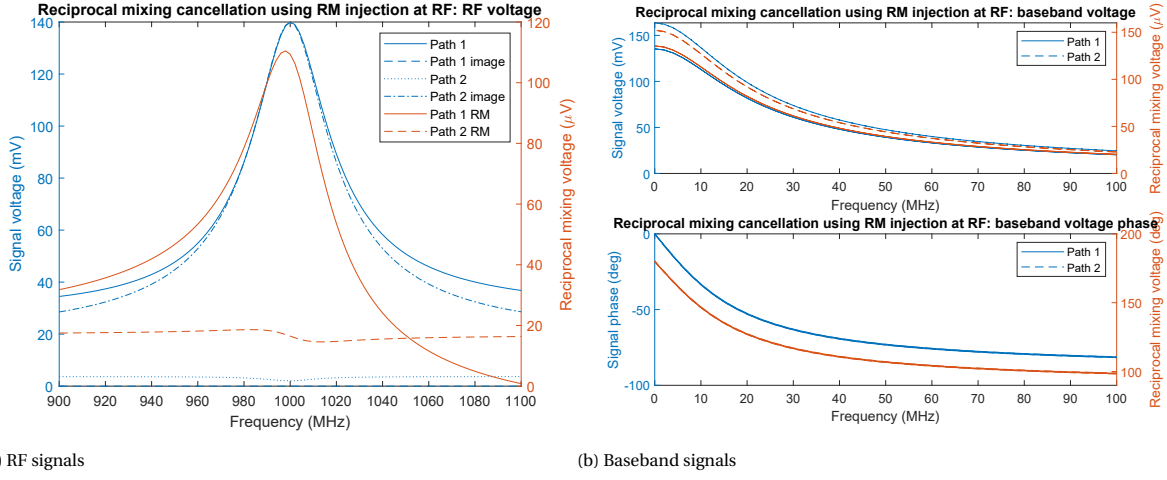 Reciprocal mixing cancellation using RM injection at RF: RF voltage
140
120
100
80
60
40
20
0
Signal voltage (mV)
Path 1
Path 1 image
Path 2
Path 2 image
Path 1 RM
Path 2 RM
120
100
80
60
40
20
0
Reciprocal mixing voltage (μV)
900 920 940 960 980 1000 1020 1040 1060 1080 1100
Frequency (MHz)
) RF signals
Reciprocal mixing cancellation using RM injection at RF: baseband voltage
150
100
50
0
Signal voltage (mV)
Path 1
Path 2
150
100
50
0
Reciprocal mixing voltage (μV)
0 10 20 30 40 50 60 70 80 90 100
Frequency (MHz)
Reciprocal mixing cancellation using RM injection at RF: baseband voltage phase
0
-50
-100
Signal phase (deg)
Path 1
Path 2
200
150
100
Reciprocal mixing voltage (deg)
0 10 20 30 40 50 60 70 80 90 100
Frequency (MHz)
(b) Baseband signals